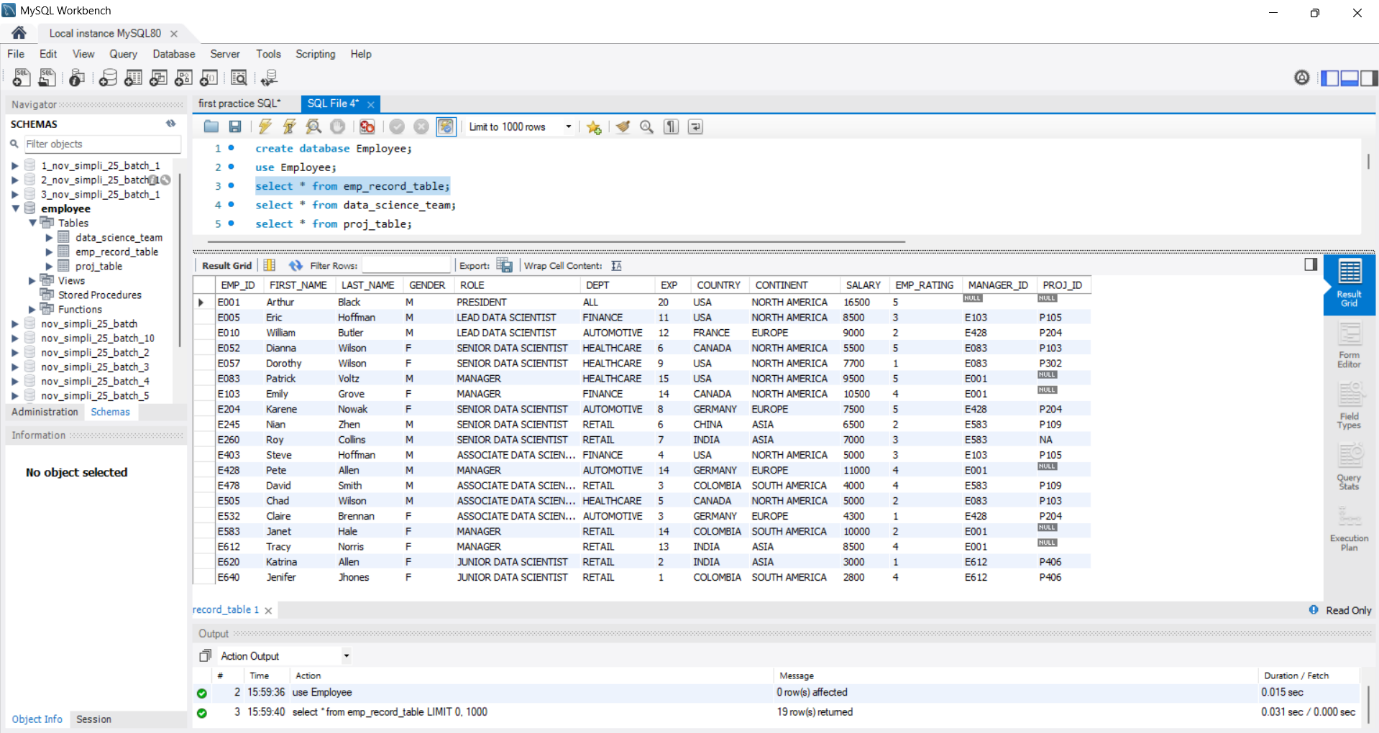 MySQL Workbench
Local instance MySQL80
File Edit View Query Database Server Tools Scripting Help
Navigator
SCHEMAS
Filter objects
1_nov_simpli_25_batch_1
2_nov_simpli_25_batch_1
3_nov_simpli_25_batch_1
employee
Tables
data_science_team
emp_record_table
proj_table
Views
Stored Procedures
Functions
nov_simpli_25_batch
nov_simpli_25_batch_10
nov_simpli_25_batch_2
nov_simpli_25_batch_3
nov_simpli_25_batch_4
nov_simpli_25_batch_5
Administration Schemas
Information
No object selected
Object Info Session
first practice SQL* SQL File 4*
Limit to 1000 rows
1 create database Employee;
2 use Employee;
3 select * from emp_record_table;
4 select * from data_science_team;
5 select * from proj_table;
Result Grid Filter Rows: Export: Wrap Cell Content:
EMP_ID FIRST_NAME LAST_NAME GENDER ROLE DEPT EXP COUNTRY CONTINENT SALARY EMP_RATING MANAGER_ID PROJ_ID
E001 Arthur Black M PRESIDENT ALL 20 USA NORTH AMERICA 16500 5 NULL NULL
E005 Eric Hoffman M LEAD DATA SCIENTIST FINANCE 11 USA NORTH AMERICA 8500 3 E103 P105
E010 William Butler M LEAD DATA SCIENTIST AUTOMOTIVE 12 FRANCE EUROPE 9000 2 E428 P204
E052 Dianna Wilson F SENIOR DATA SCIENTIST HEALTHCARE 6 CANADA NORTH AMERICA 5500 5 E083 P103
E057 Dorothy Wilson F SENIOR DATA SCIENTIST HEALTHCARE 9 USA NORTH AMERICA 7700 1 E083 P302
E083 Patrick Voltz M MANAGER HEALTHCARE 15 USA NORTH AMERICA 9500 5 E001 NULL
E103 Emily Grove F MANAGER FINANCE 14 CANADA NORTH AMERICA 10500 4 E001 NULL
E204 Karene Nowak F SENIOR DATA SCIENTIST AUTOMOTIVE 8 GERMANY EUROPE 7500 5 E428 P204
E245 Nian Zhen M SENIOR DATA SCIENTIST RETAIL 6 CHINA ASIA 6500 2 E583 P109
E260 Roy Collins M SENIOR DATA SCIENTIST RETAIL 7 INDIA ASIA 7000 3 E583 NA
E403 Steve Hoffman M ASSOCIATE DATA SCIEN... FINANCE 4 USA NORTH AMERICA 5000 3 E103 P105
E428 Pete Allen M MANAGER AUTOMOTIVE 14 GERMANY EUROPE 11000 4 E001 NULL
E478 David Smith M ASSOCIATE DATA SCIEN... RETAIL 3 COLOMBIA SOUTH AMERICA 4000 4 E583 P109
E505 Chad Wilson M ASSOCIATE DATA SCIEN... HEALTHCARE 5 CANADA NORTH AMERICA 5000 2 E083 P103
E532 Claire Brennan F ASSOCIATE DATA SCIEN... AUTOMOTIVE 3 GERMANY EUROPE 4300 1 E428 P204
E583 Janet Hale F MANAGER RETAIL 14 COLOMBIA SOUTH AMERICA 10000 2 E001 NULL
E612 Tracy Norris F MANAGER RETAIL 13 INDIA ASIA 8500 4 E001 NULL
E620 Katrina Allen F JUNIOR DATA SCIENTIST RETAIL 2 INDIA ASIA 3000 1 E612 P406
E640 Jenifer Jhones F JUNIOR DATA SCIENTIST RETAIL 1 COLOMBIA SOUTH AMERICA 2800 4 E612 P406
Result
Grid
Form
Editor
Field
Types
Query
Stats
Execution
Plan
record_table 1 Read Only
Output
Action Output
# Time Action Message Duration / Fetch
2 15:59:36 use Employee 0 row(s) affected 0.015 sec
3 15:59:40 select * from emp_record_table LIMIT 0, 1000 19 row(s) returned 0.031 sec / 0.000 sec